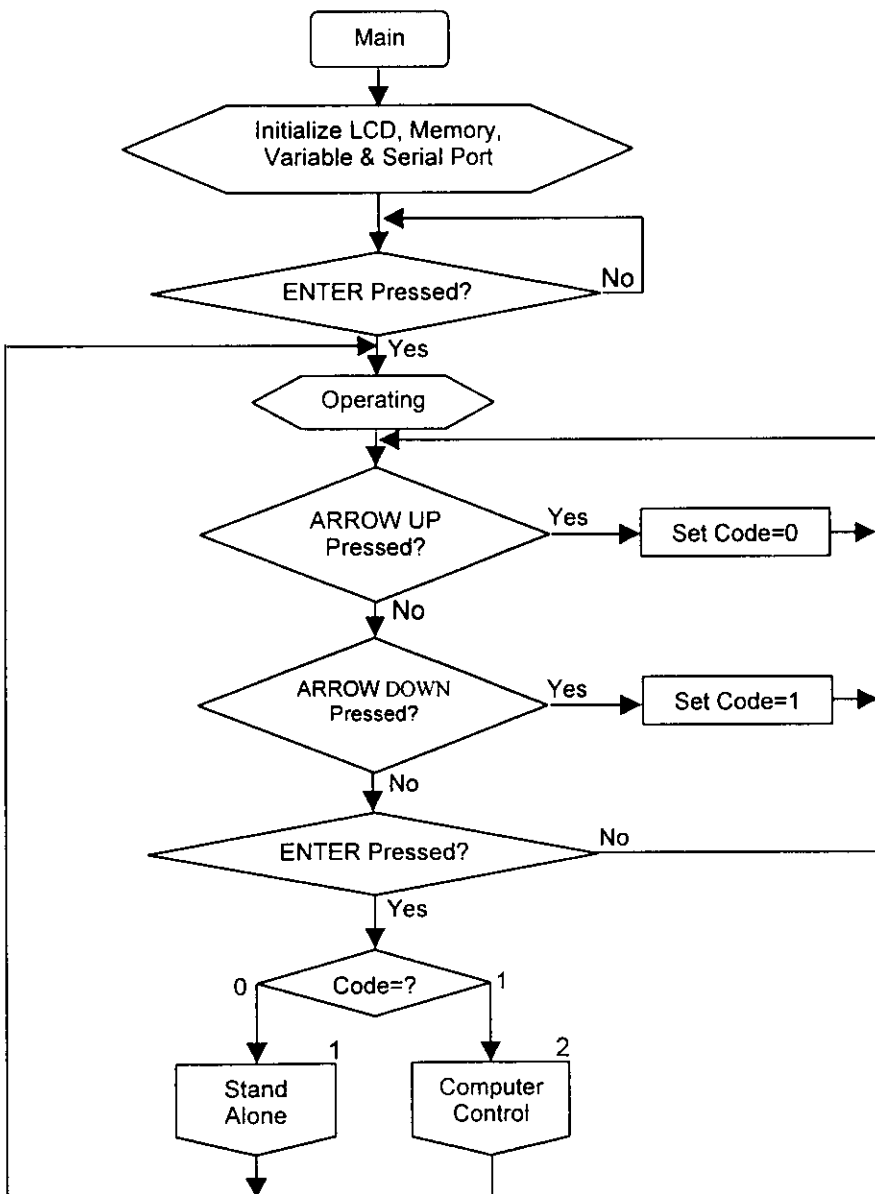 Main
Initialize LCD, Memory,
Variable & Serial Port
ENTER Pressed?
No
Yes
Operating
ARROW UP
Pressed?
Yes
Set Code=0
No
ARROW DOWN
Pressed?
Yes
Set Code=1
No
ENTER Pressed?
No
Yes
0
Code=?
1
1
Stand
Alone
2
Computer
Control